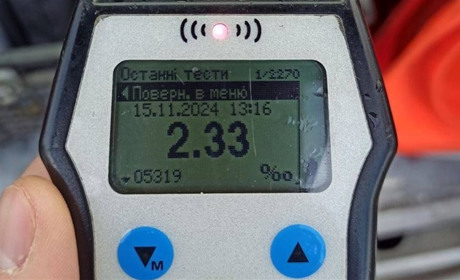 Останні тести 1/2270
Поверн. в меню
15.11.2024 13:16
2.33
05319 ‰
M